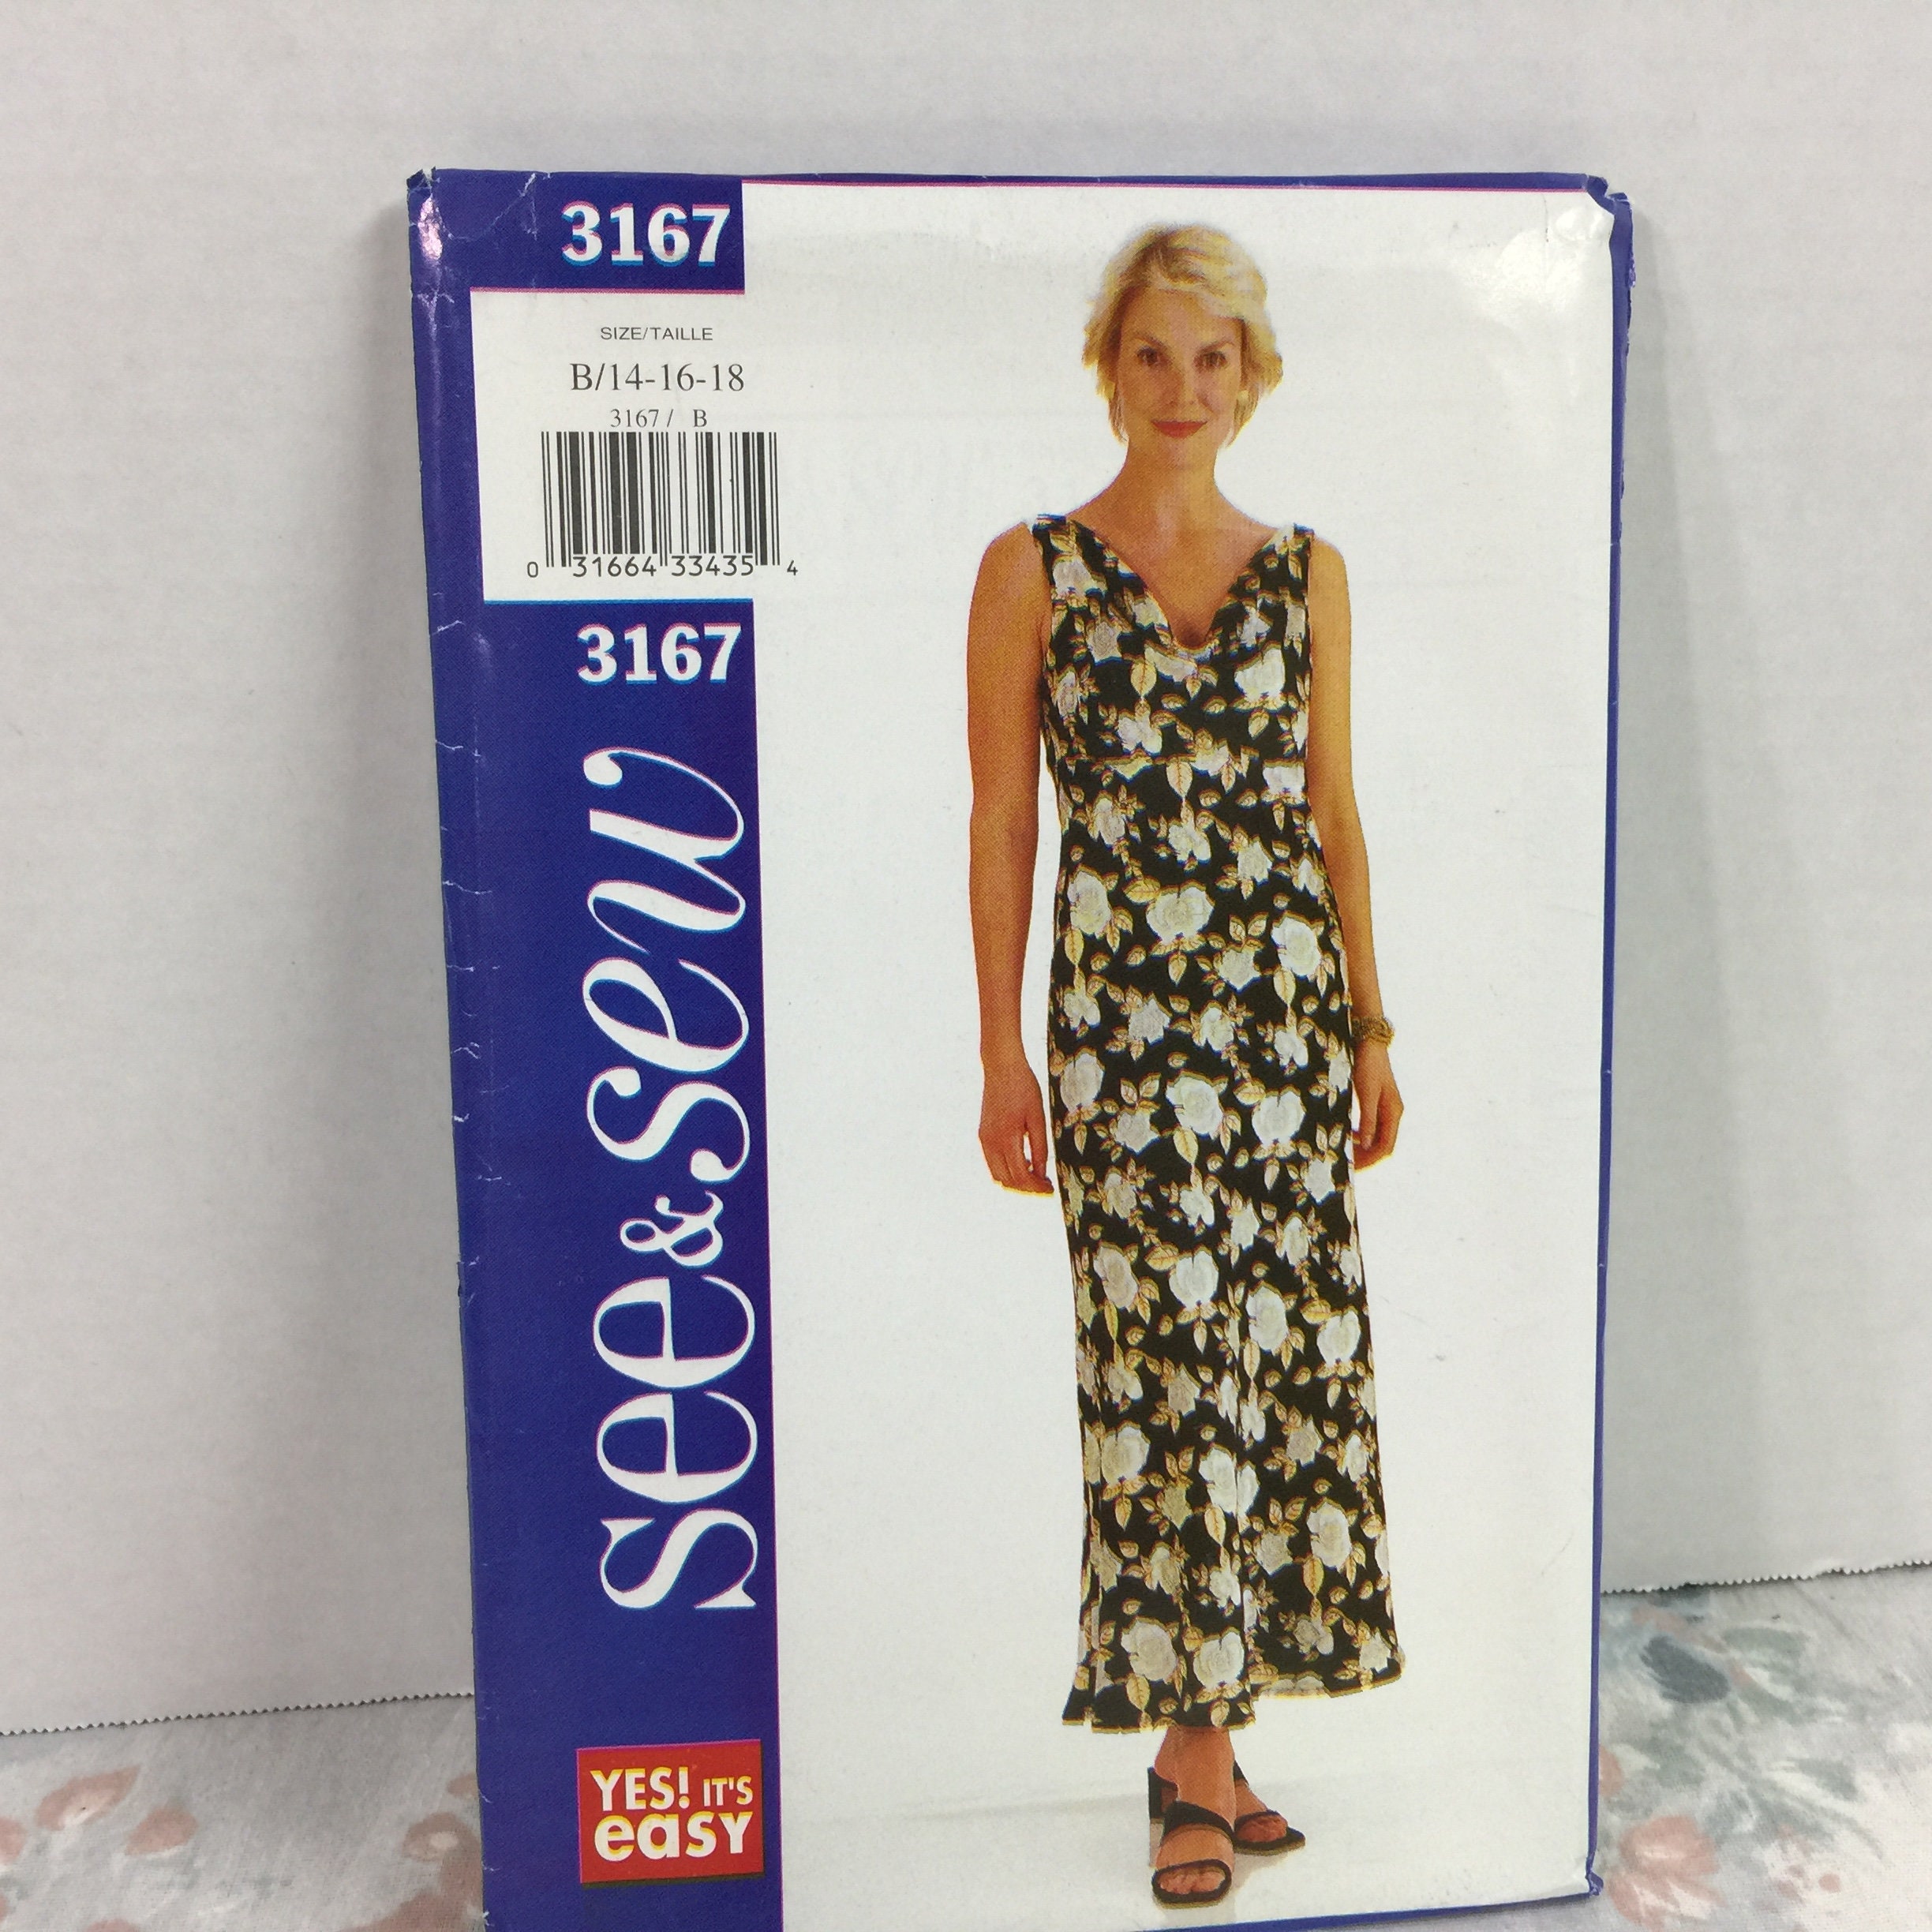 3167
SIZE/TAILLE
B/14-16-18
3167 / B
0 31664 33435 4
3167
see & sew
YES! IT'S
easy